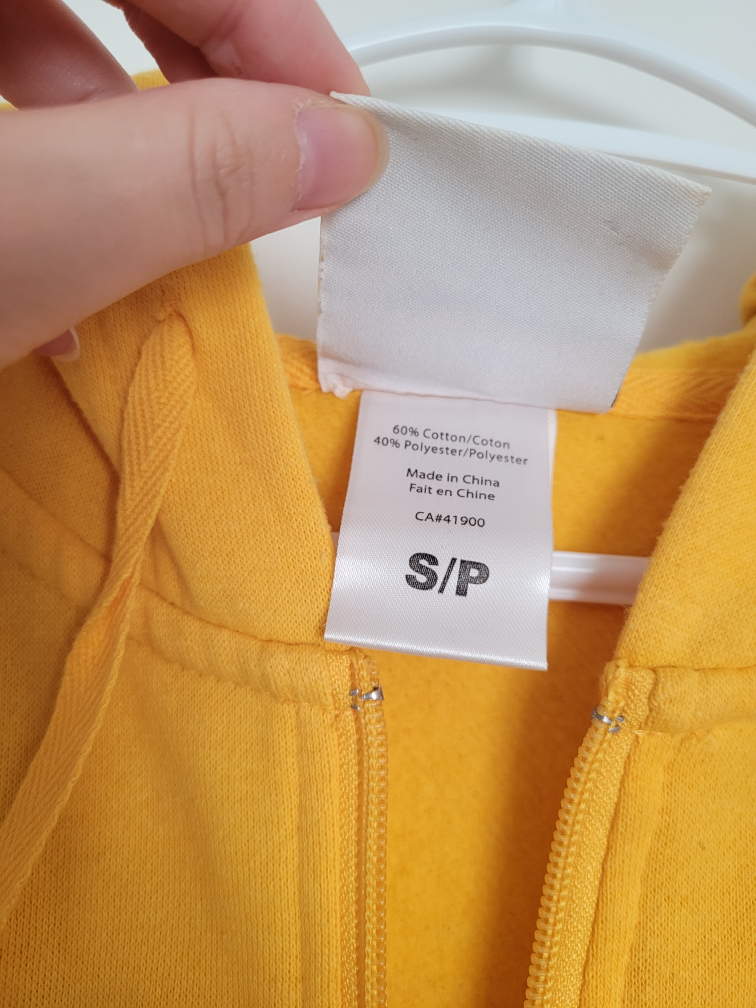 60% Cotton/Coton
40% Polyester/Polyester
Made in China
Fait en Chine
CA#41900
S/P